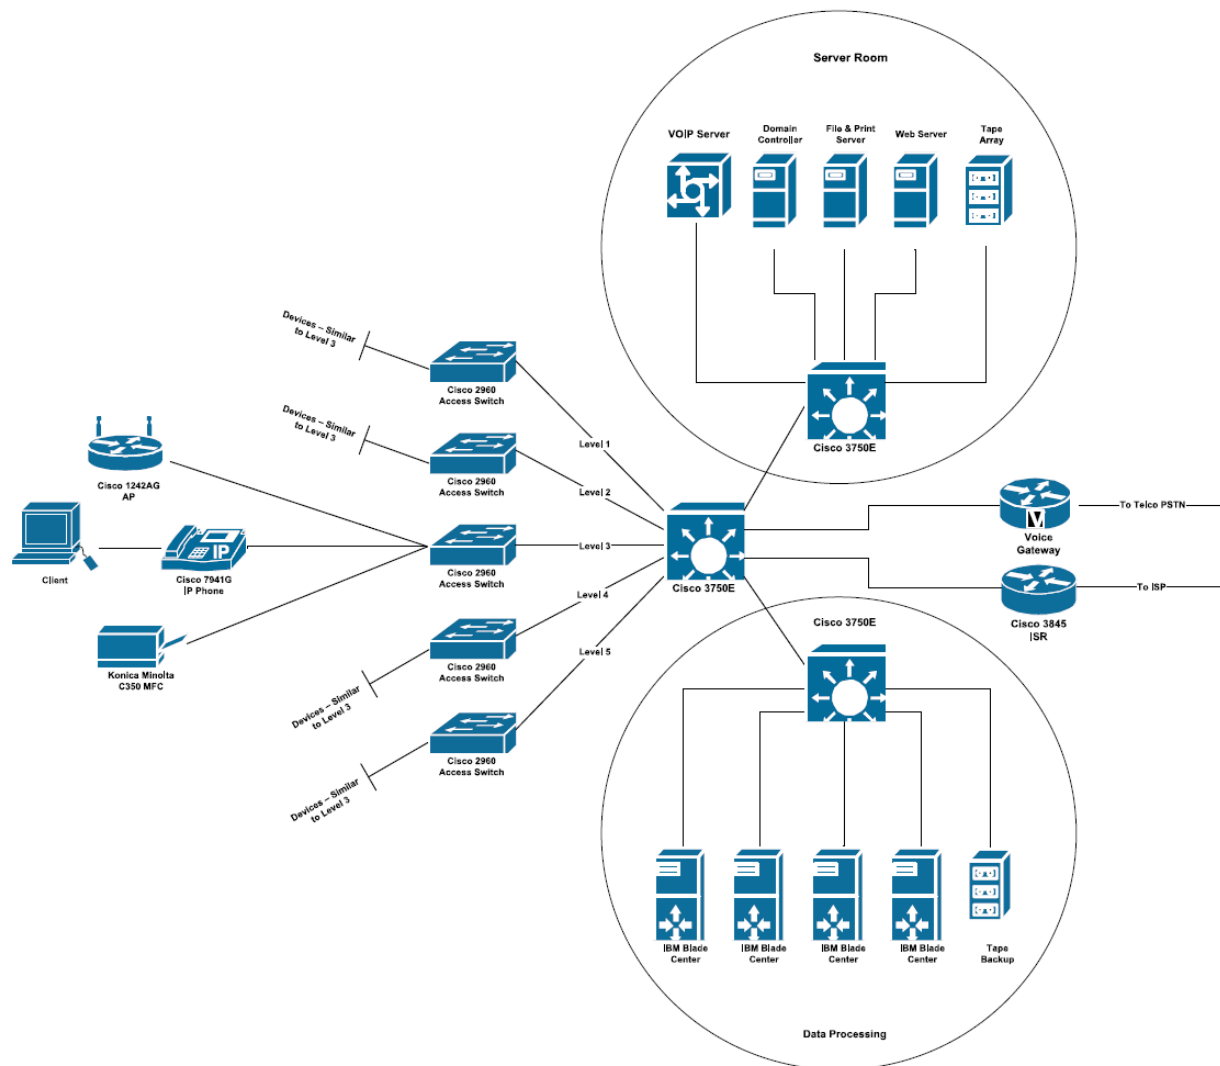 Server Room
VOIP Server
Domain
Controller
File & Print
Server
Web Server
Tape
Array
Cisco 3750E
Devices – Similar
to Level 3
Cisco 2960
Access Switch
Level 1
Devices – Similar
to Level 3
Cisco 2960
Access Switch
Level 2
Cisco 1242AG
AP
Client
IP
Cisco 7941G
IP Phone
Konica Minolta
C350 MFC
Cisco 2960
Access Switch
Level 3
Devices – Similar
to Level 3
Cisco 2960
Access Switch
Level 4
Devices – Similar
to Level 3
Cisco 2960
Access Switch
Level 5
Cisco 3750E
V
Voice
Gateway
To Telco PSTN
Cisco 3845
ISR
To ISP
Cisco 3750E
IBM Blade
Center
IBM Blade
Center
IBM Blade
Center
IBM Blade
Center
Tape
Backup
Data Processing